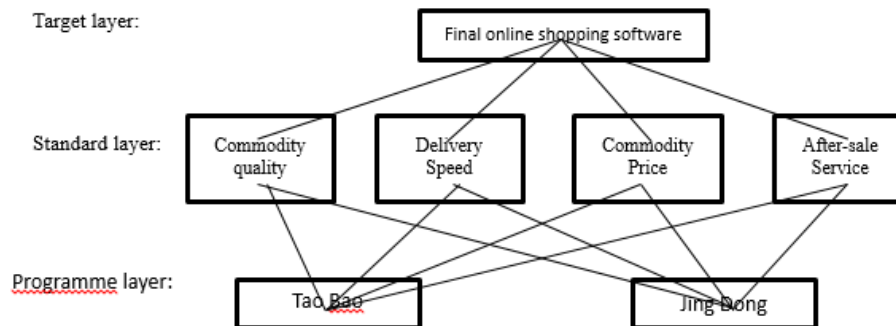 Target layer:
Final online shopping software
Standard layer:
Commodity
quality
Delivery
Speed
Commodity
Price
After-sale
Service
Programme layer:
Tao Bao
Jing Dong